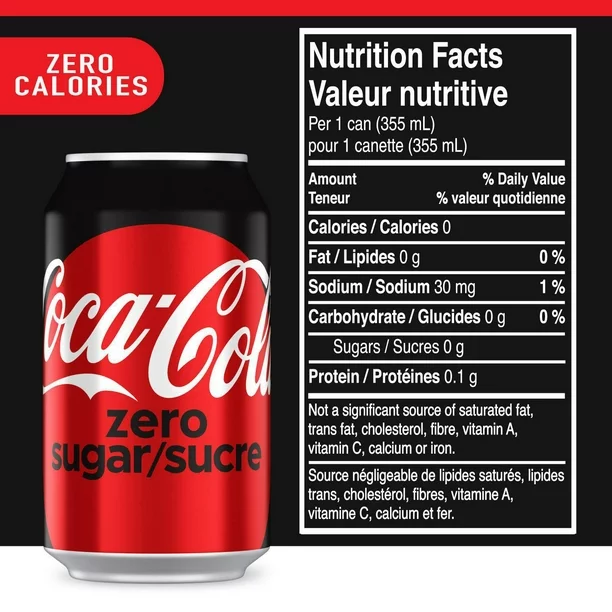 ZERO
CALORIES
Coca-Cola
zero
sugar/sucre
Nutrition Facts
Valeur nutritive
Per 1 can (355 mL)
pour 1 canette (355 mL)
Amount % Daily Value
Teneur % valeur quotidienne
Calories / Calories 0
Fat / Lipides 0 g 0 %
Sodium / Sodium 30 mg 1 %
Carbohydrate / Glucides 0 g 0 %
Sugars / Sucres 0 g
Protein / Protéines 0.1 g
Not a significant source of saturated fat,
trans fat, cholesterol, fibre, vitamin A,
vitamin C, calcium or iron.
Source négligeable de lipides saturés, lipides
trans, cholestérol, fibres, vitamine A,
vitamine C, calcium et fer.